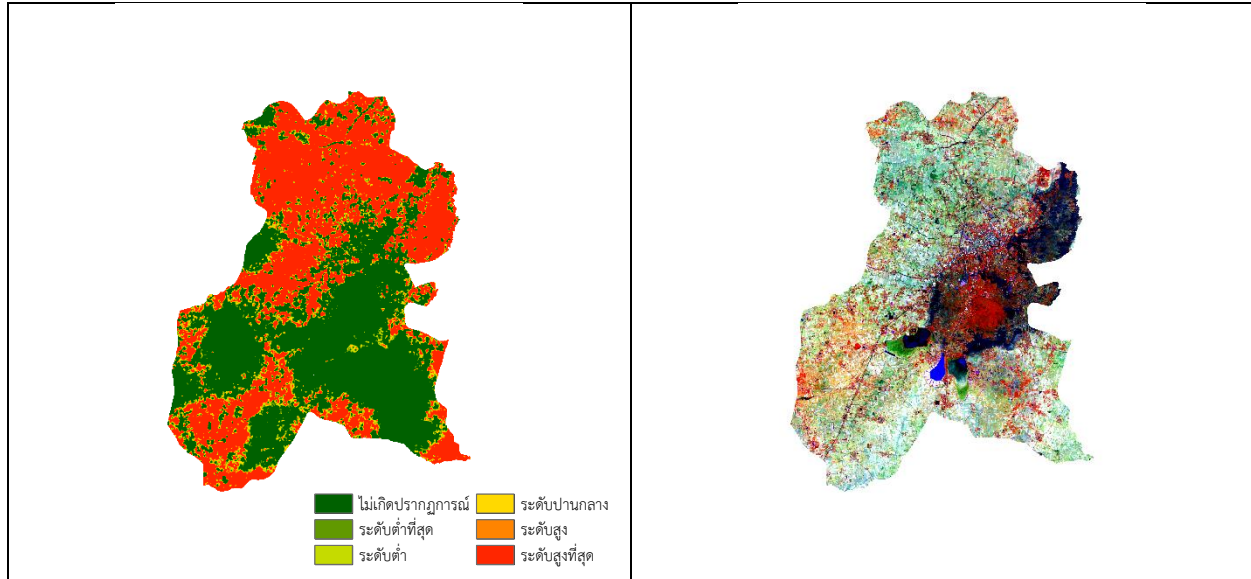 ไม่เกิดปรากฏการณ์
ระดับต่ำที่สุด
ระดับต่ำ
ระดับปานกลาง
ระดับสูง
ระดับสูงที่สุด